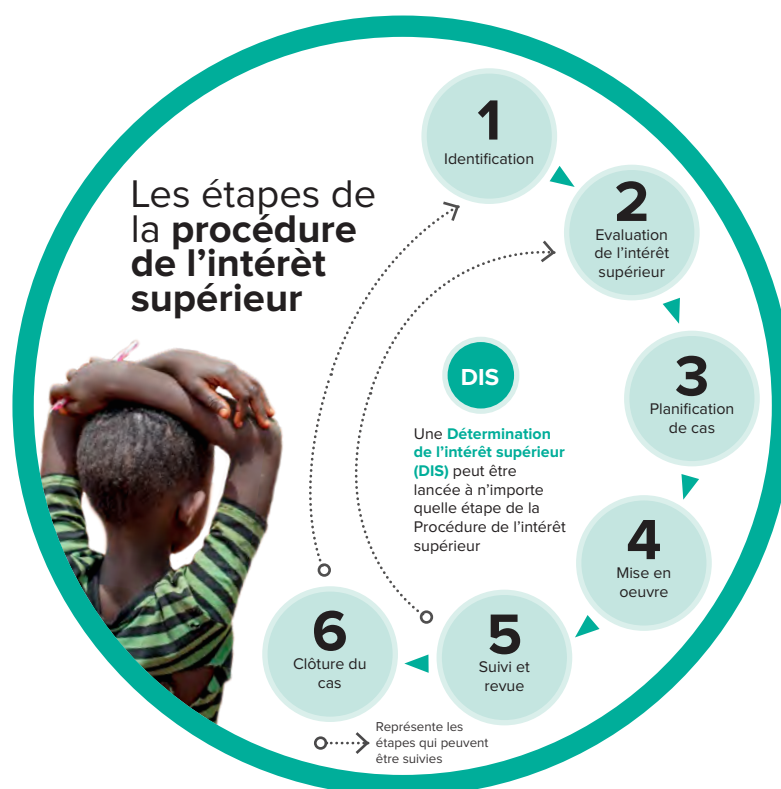 Les étapes de
la procédure
de l'intérèt
supérieur
1
Identification
2
Evaluation
de l'intérêt
supérieur
3
Planification
de cas
4
Mise en
oeuvre
5
Suivi et
revue
6
Clôture du
cas
DIS
Une Détermination
de l'intérêt supérieur
(DIS) peut être
lancée à n'importe
quelle étape de la
Procédure de l'intérêt
supérieur
Représente les
étapes qui peuvent
être suivies